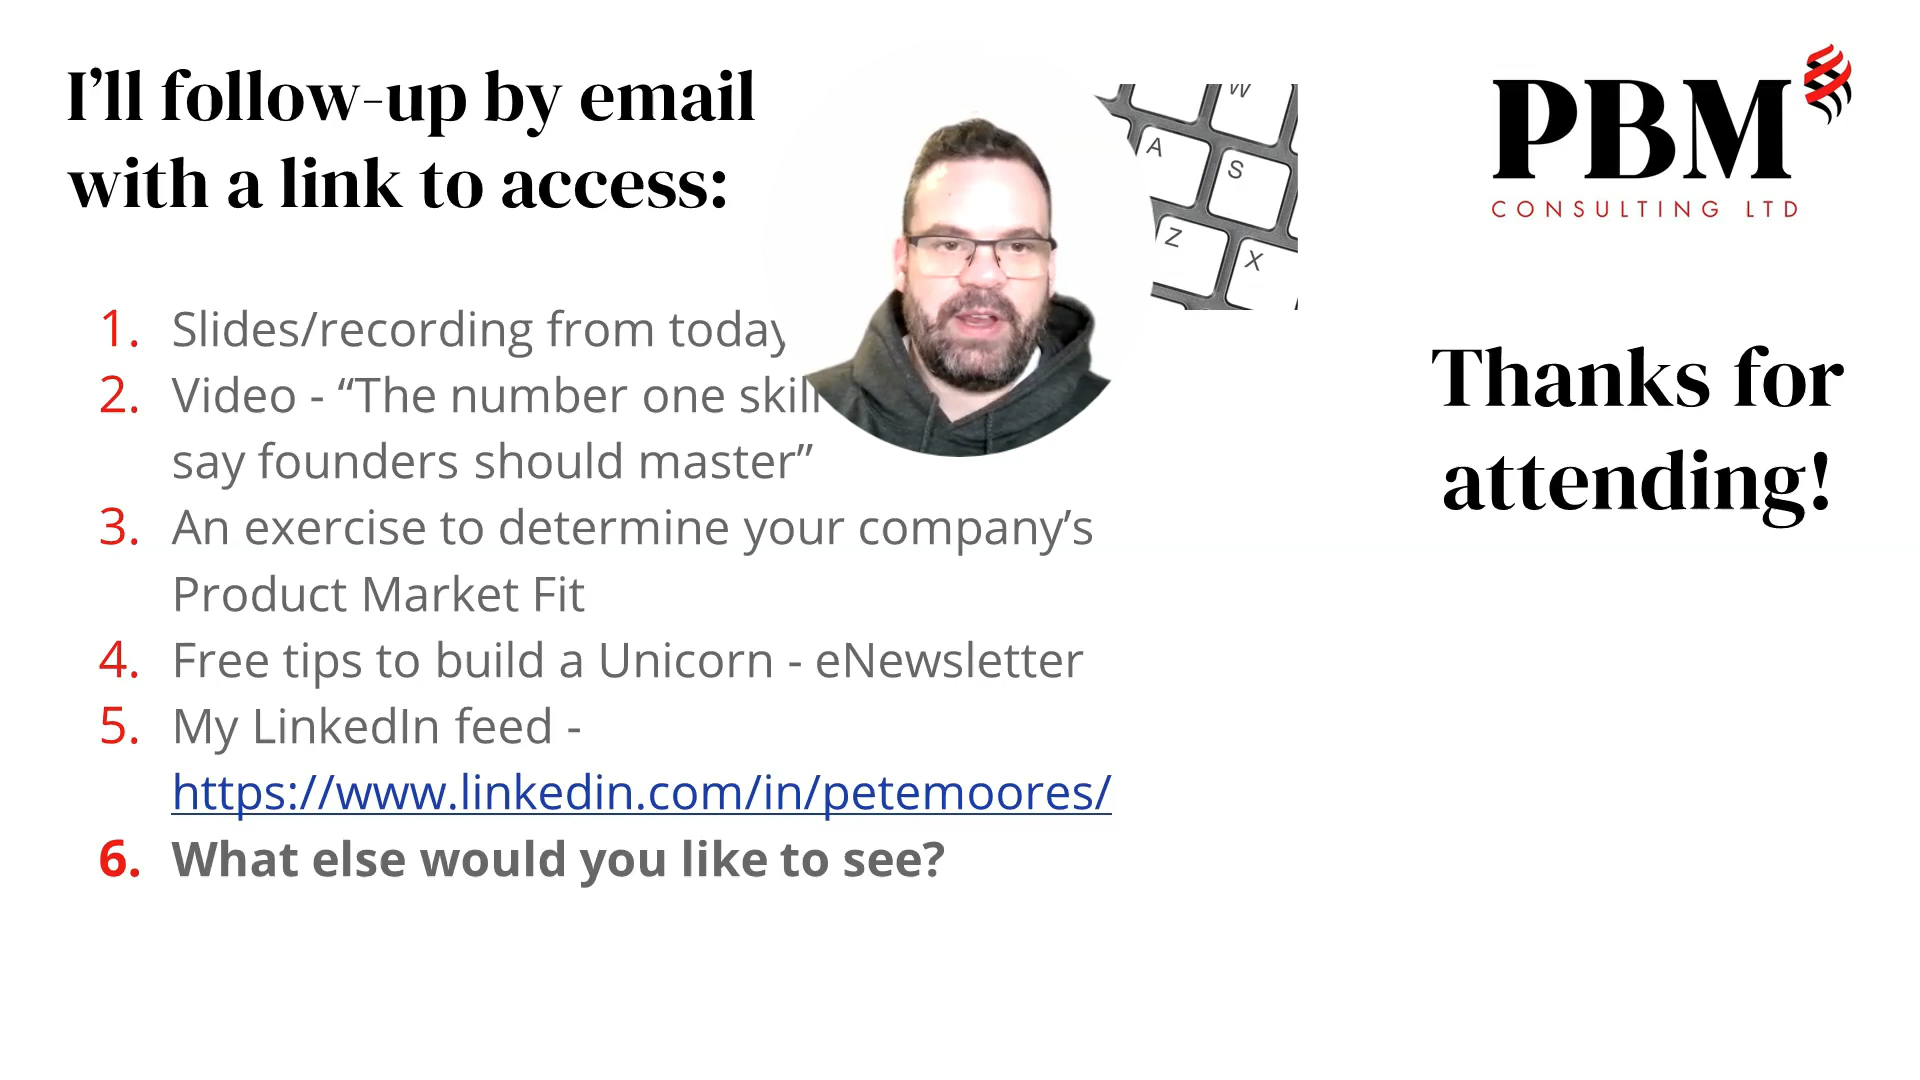 I’ll follow-up by email
with a link to access:
1. Slides/recording from today
2. Video - “The number one skill
say founders should master”
3. An exercise to determine your company’s
Product Market Fit
4. Free tips to build a Unicorn - eNewsletter
5. My LinkedIn feed -
https://www.linkedin.com/in/petemoores/
6. What else would you like to see?
W
A
S
Z
X
PBM
CONSULTING LTD
Thanks for
attending!